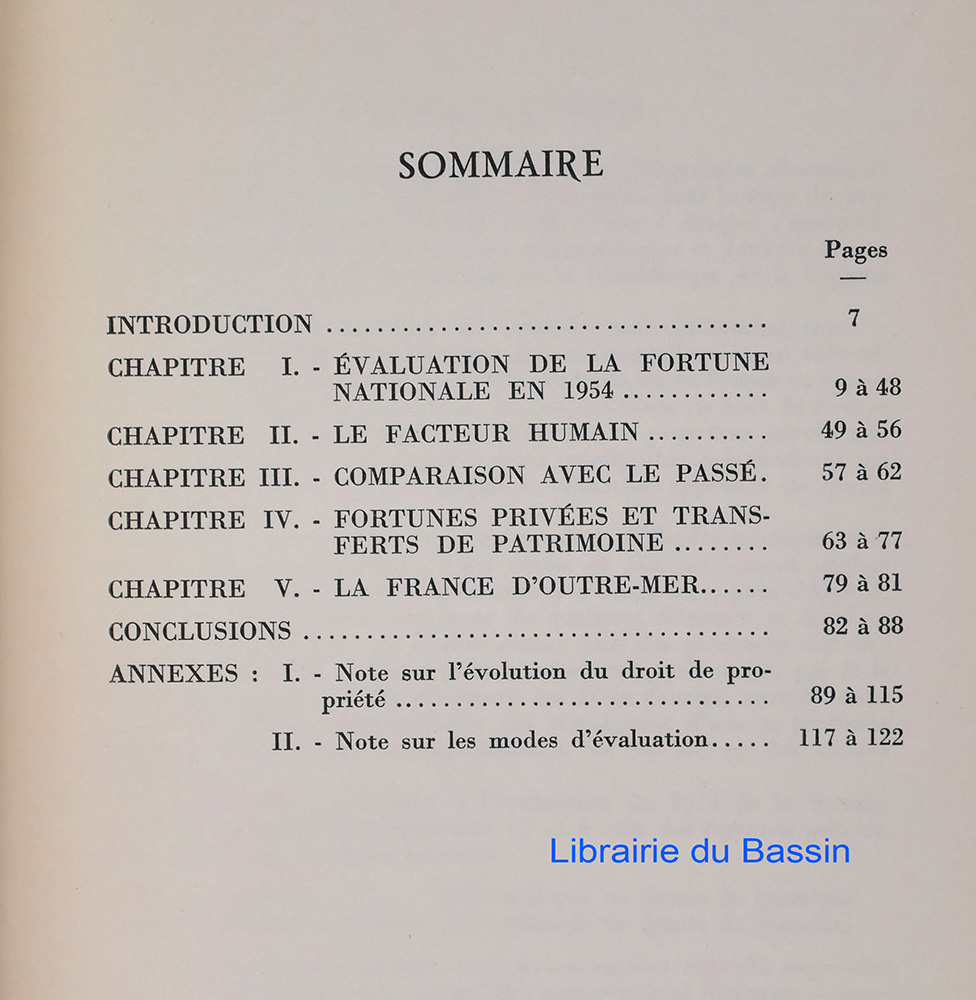 SOMMAIRE
Pages
INTRODUCTION ................................... 7
CHAPITRE I. - ÉVALUATION DE LA FORTUNE
NATIONALE EN 1954 ............ 9 à 48
CHAPITRE II. - LE FACTEUR HUMAIN .......... 49 à 56
CHAPITRE III. - COMPARAISON AVEC LE PASSÉ. 57 à 62
CHAPITRE IV. - FORTUNES PRIVÉES ET TRANS-
FERTS DE PATRIMOINE ........ 63 à 77
CHAPITRE V. - LA FRANCE D'OUTRE-MER...... 79 à 81
CONCLUSIONS ..................................... 82 à 88
ANNEXES : I. - Note sur l'évolution du droit de pro-
priété .............................. 89 à 115
II. - Note sur les modes d'évaluation..... 117 à 122
Librairie du Bassin